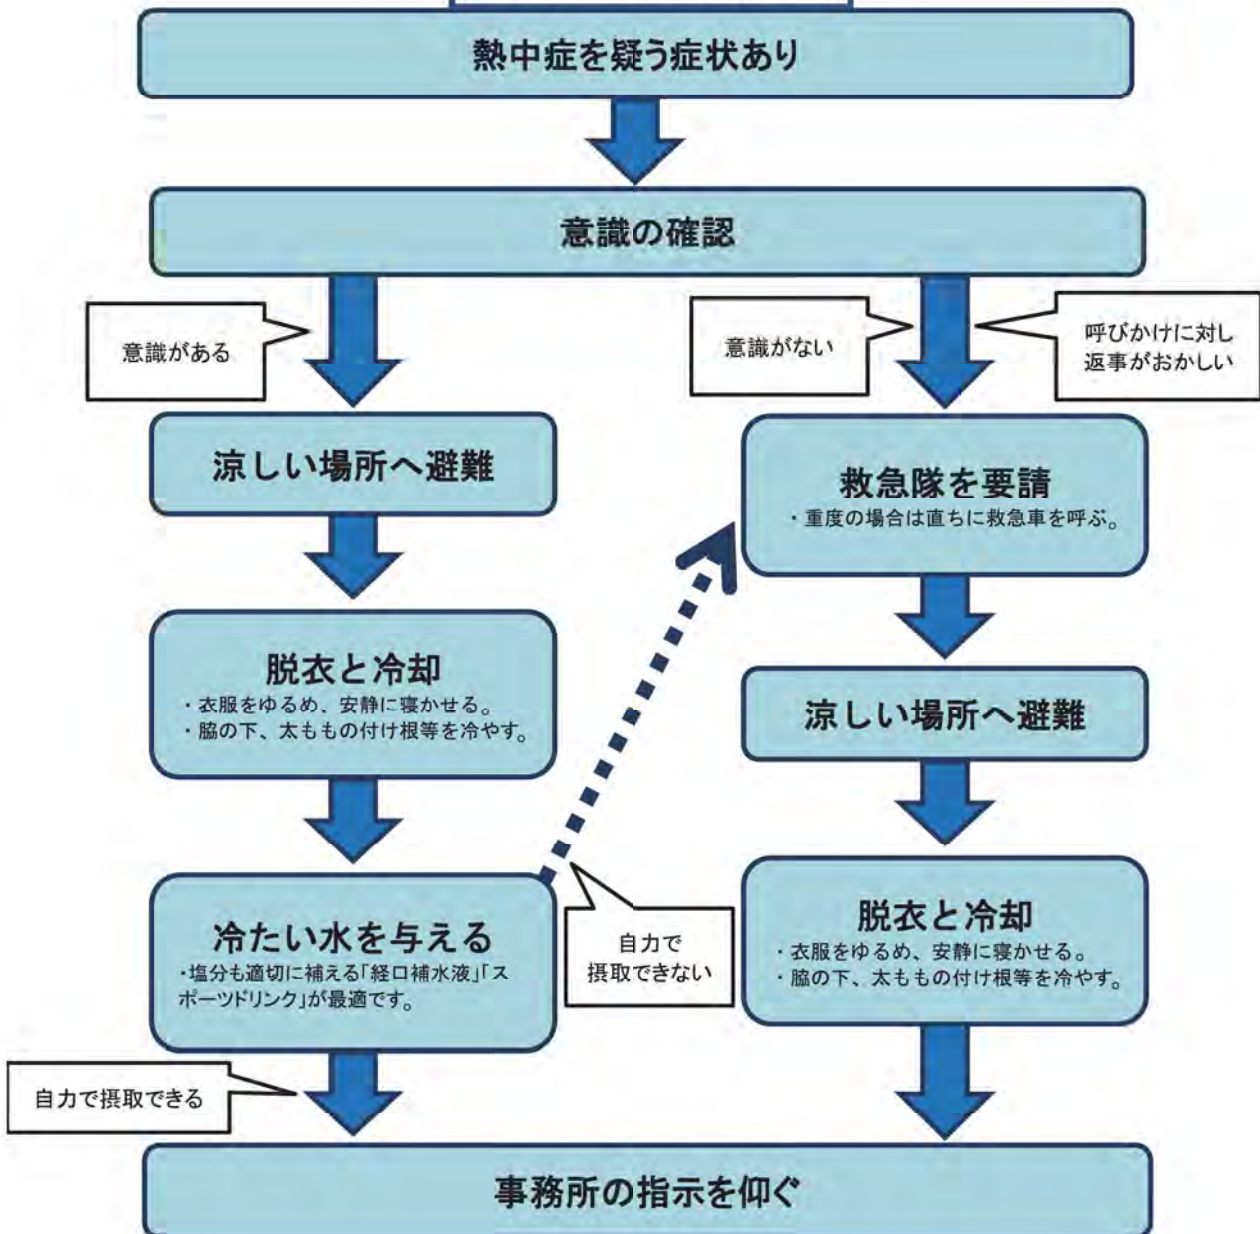 熱中症を疑う症状あり
意識の確認
意識がある
意識がない
呼びかけに対し
返事がおかしい
涼しい場所へ避難
救急隊を要請
・重度の場合は直ちに救急車を呼ぶ。
脱衣と冷却
・衣服をゆるめ、安静に寝かせる。
・脇の下、太ももの付け根等を冷やす。
涼しい場所へ避難
冷たい水を与える
・塩分も適切に補える「経口補水液」「ス
ポーツドリンク」が最適です。
自力で
摂取できない
脱衣と冷却
・衣服をゆるめ、安静に寝かせる。
・脇の下、太ももの付け根等を冷やす。
自力で摂取できる
事務所の指示を仰ぐ